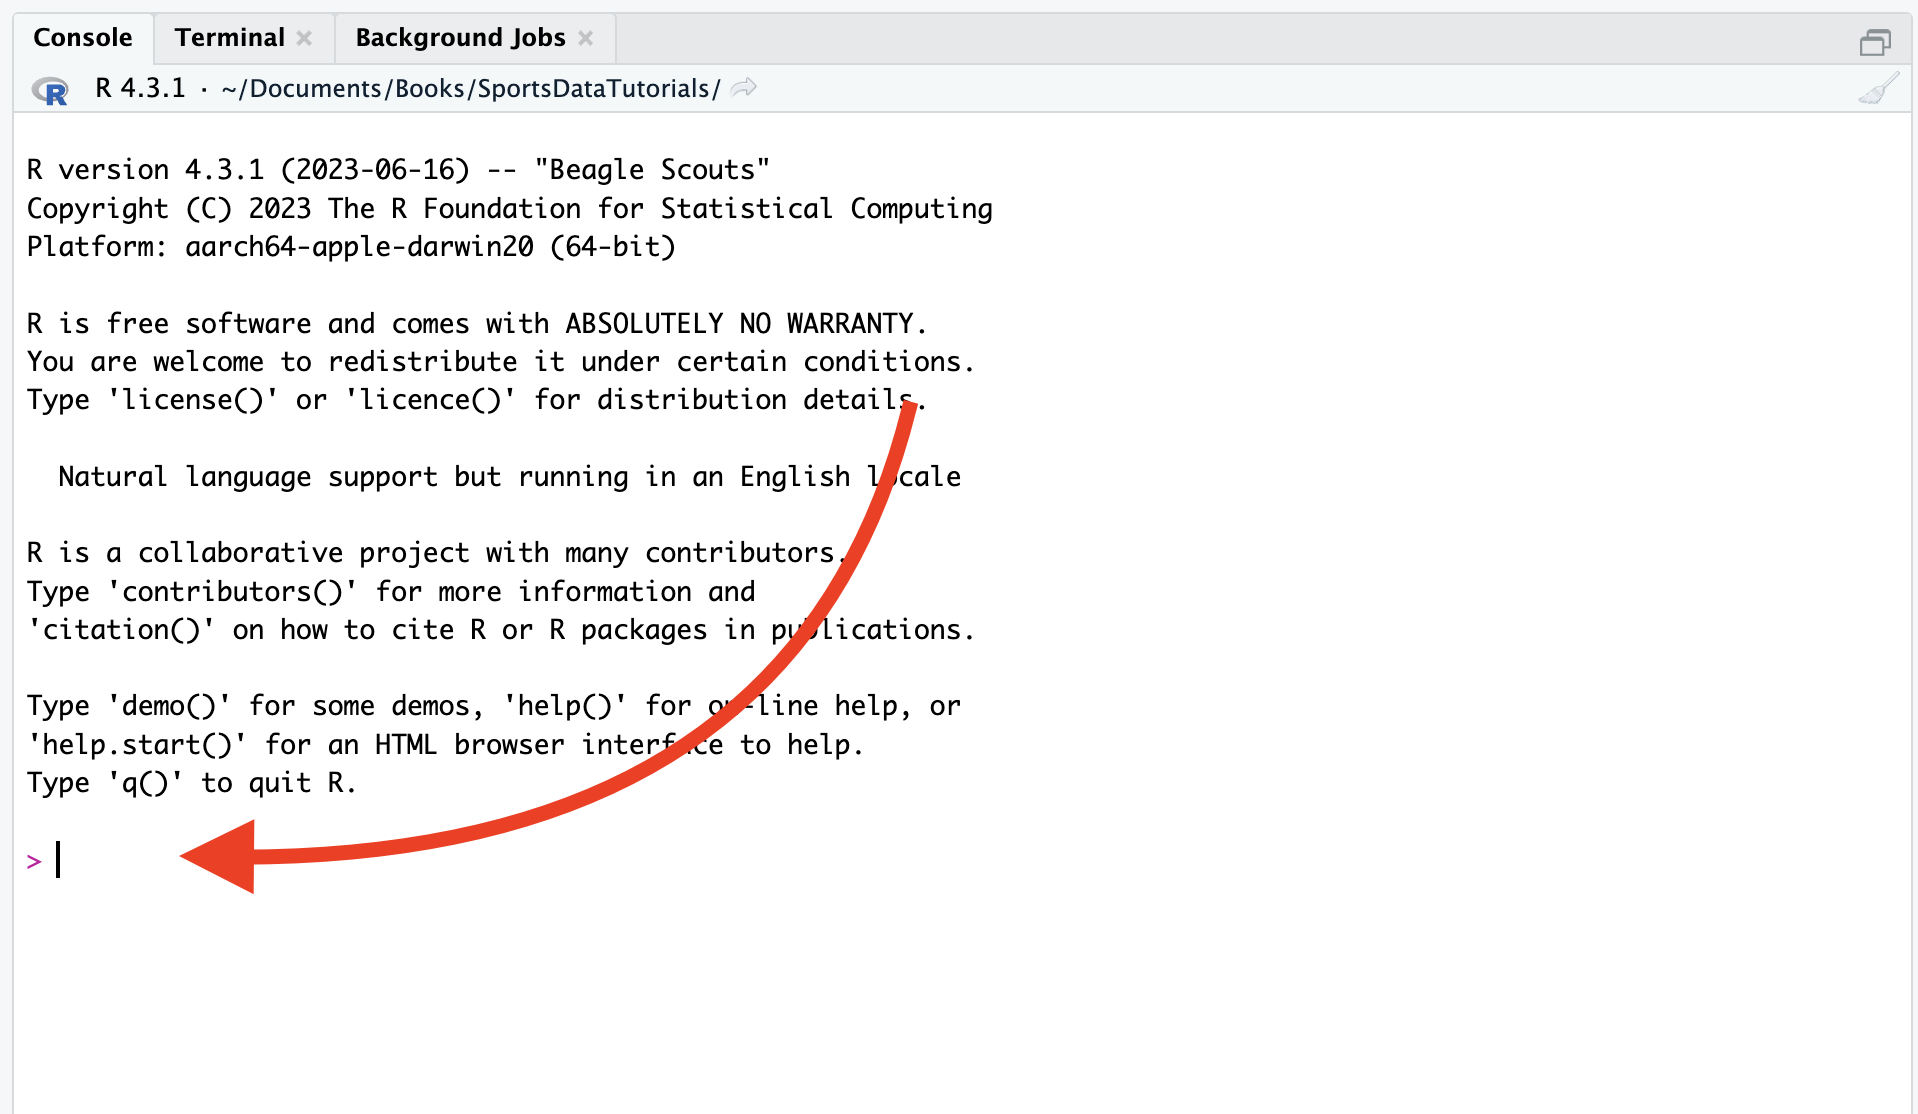 Console Terminal Background Jobs
R R 4.3.1 · ~/Documents/Books/SportsDataTutorials/
R version 4.3.1 (2023-06-16) -- "Beagle Scouts"
Copyright (C) 2023 The R Foundation for Statistical Computing
Platform: aarch64-apple-darwin20 (64-bit)
R is free software and comes with ABSOLUTELY NO WARRANTY.
You are welcome to redistribute it under certain conditions.
Type 'license()' or 'licence()' for distribution details.
Natural language support but running in an English locale
R is a collaborative project with many contributors.
Type 'contributors()' for more information and
'citation()' on how to cite R or R packages in publications.
Type 'demo()' for some demos, 'help()' for on-line help, or
'help.start()' for an HTML browser interface to help.
Type 'q()' to quit R.
>